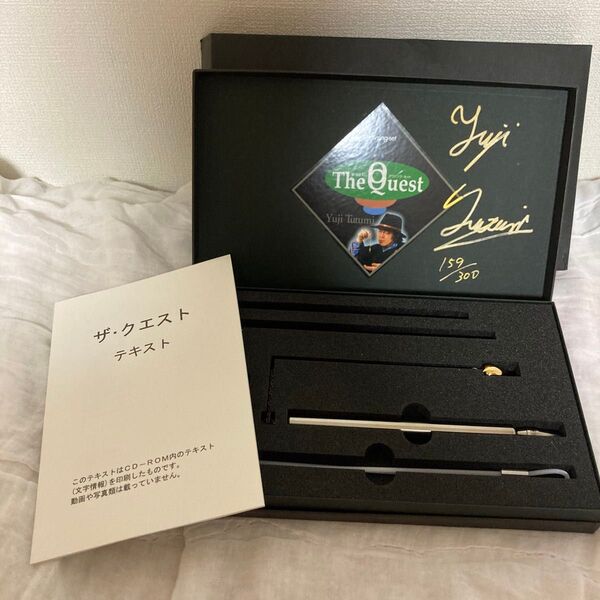 The Quest
Yuji Tutumi
Yuji
159/300
ザ・クエスト
テキスト
このテキストはCD-ROM内のテキスト
(文字情報)を印刷したものです。
動画や写真類は載っていません。